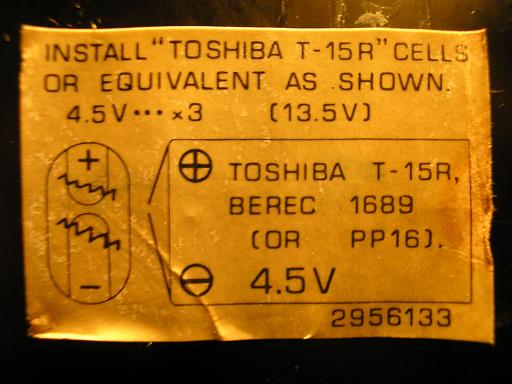 INSTALL "TOSHIBA T-15R" CELLS
OR EQUIVALENT AS SHOWN.
4.5V ••• ×3 (13.5V)
+
⊕ TOSHIBA T-15R,
BEREC 1689
(OR PP16).
−
⊖ 4.5V
2956133